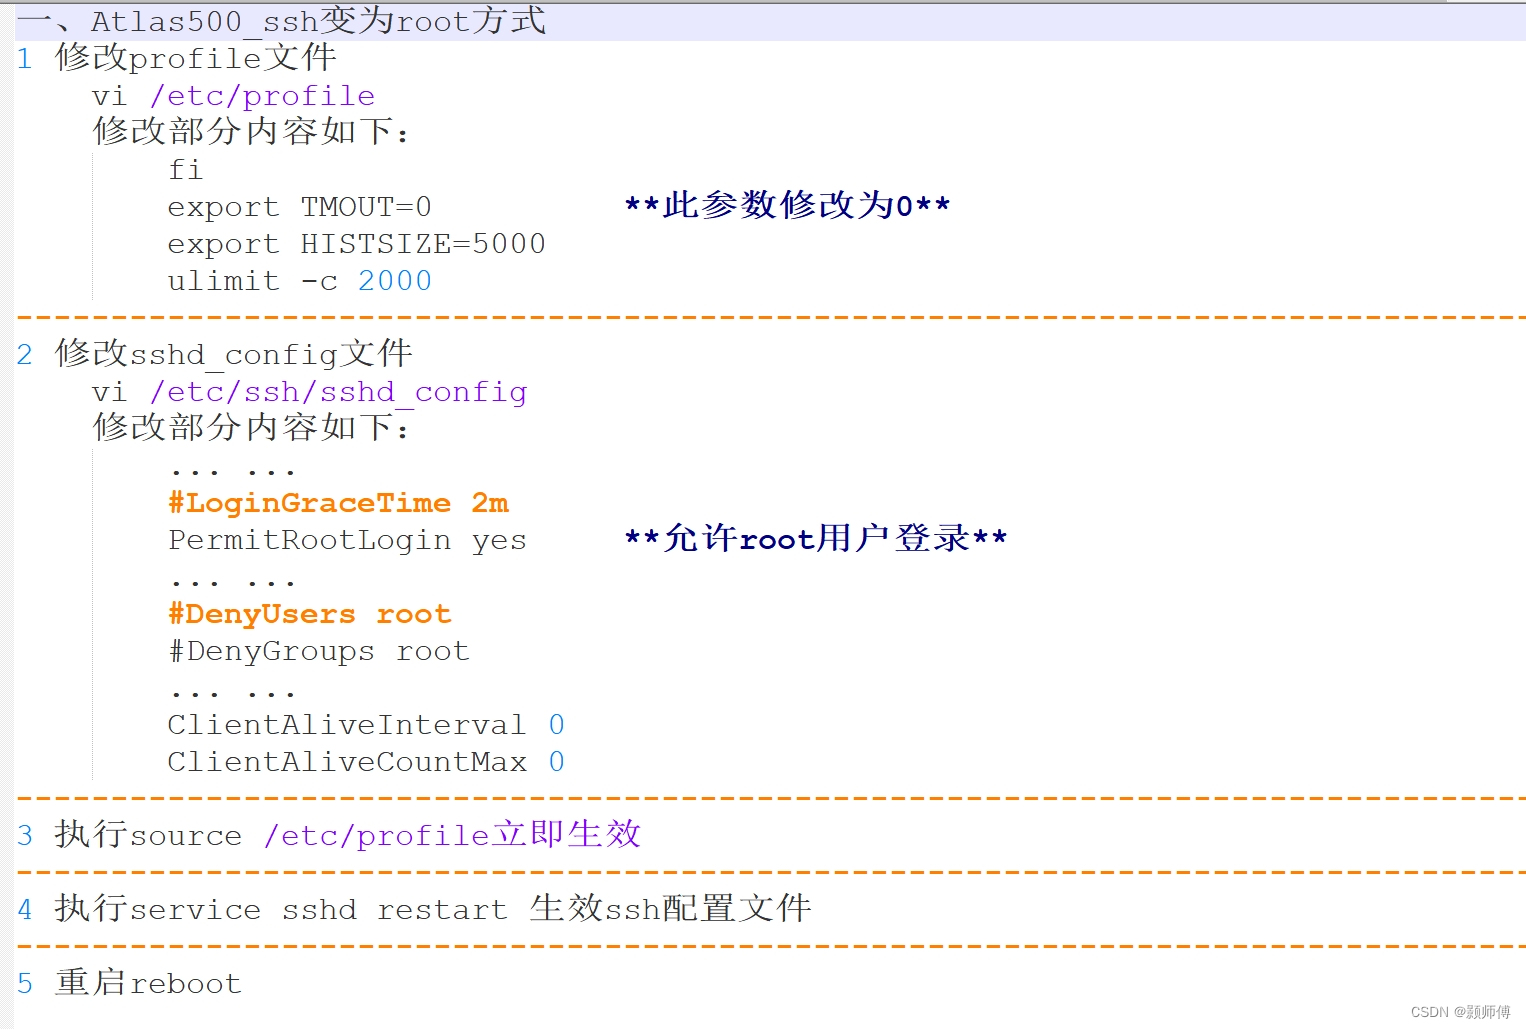 一、Atlas500_ssh变为root方式
1 修改profile文件
vi /etc/profile
修改部分内容如下：
fi
export TMOUT=0 **此参数修改为0**
export HISTSIZE=5000
ulimit -c 2000
2 修改sshd_config文件
vi /etc/ssh/sshd_config
修改部分内容如下：
... ...
#LoginGraceTime 2m
PermitRootLogin yes **允许root用户登录**
... ...
#DenyUsers root
#DenyGroups root
... ...
ClientAliveInterval 0
ClientAliveCountMax 0
3 执行source /etc/profile立即生效
4 执行service sshd restart 生效ssh配置文件
5 重启reboot
CSDN @颢师傅